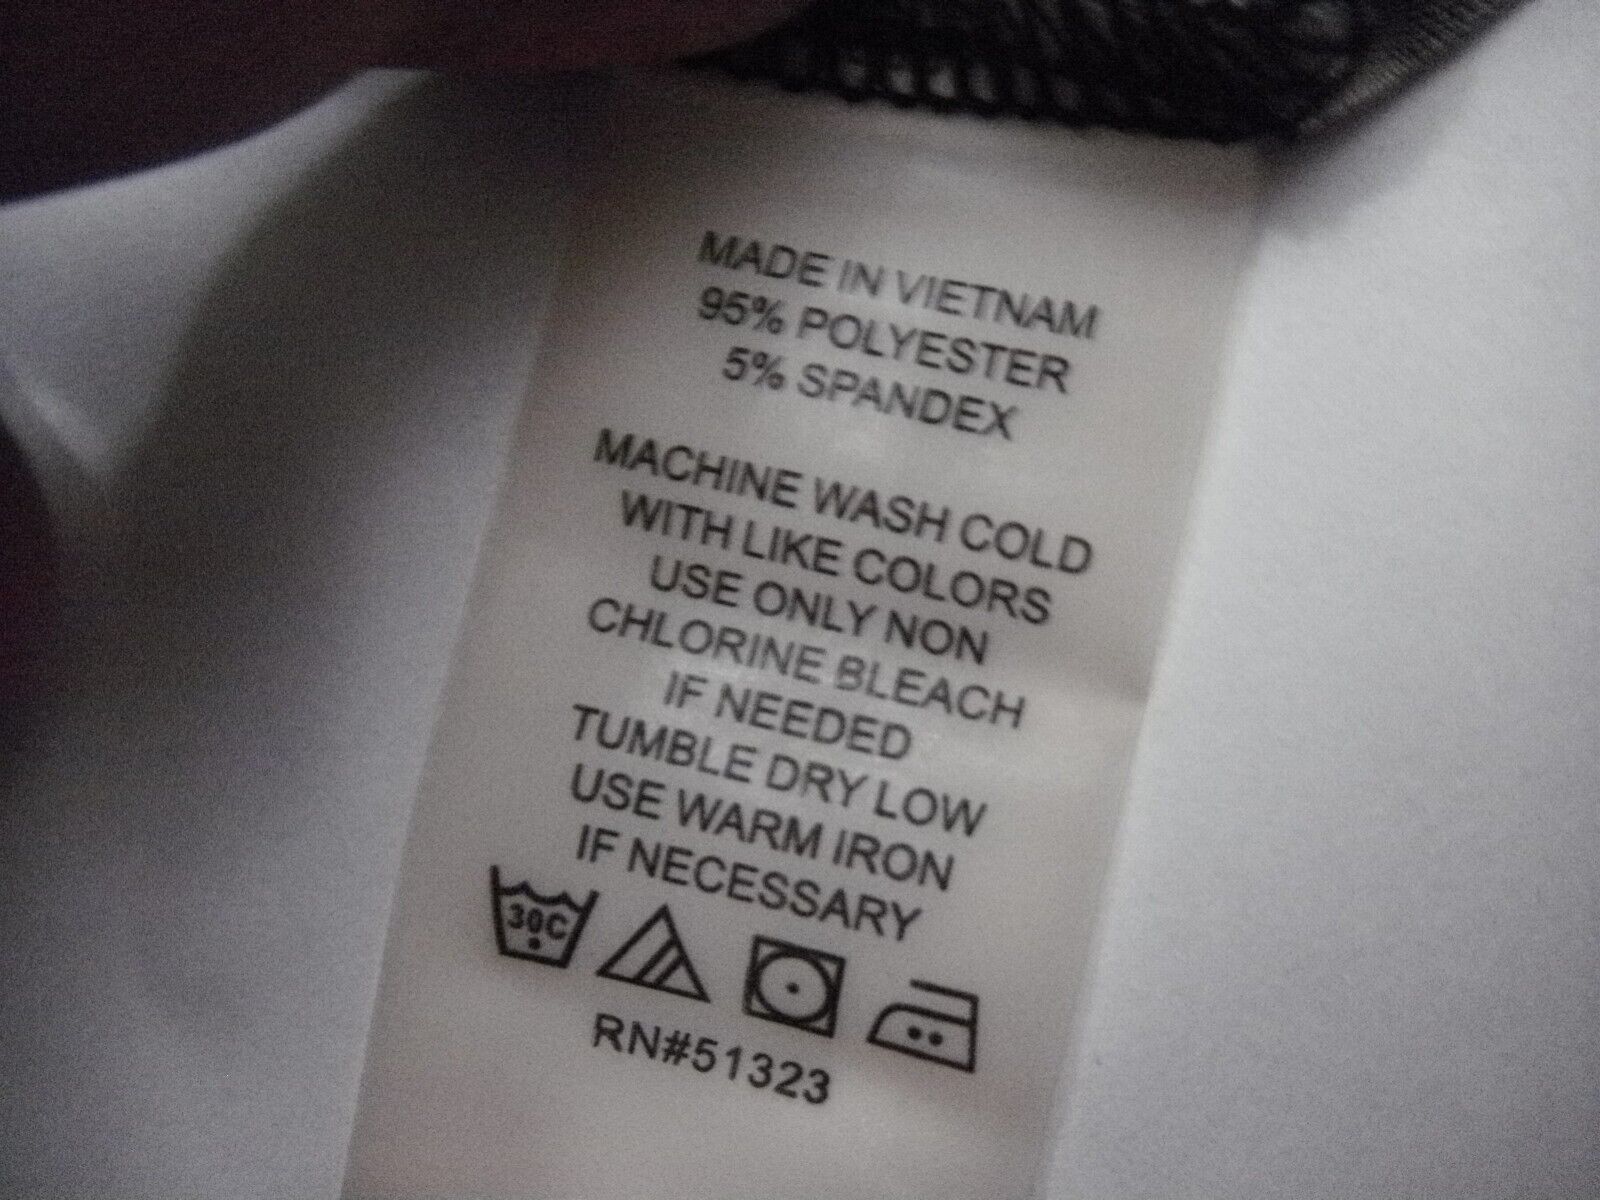 MADE IN VIETNAM
95% POLYESTER
5% SPANDEX
MACHINE WASH COLD
WITH LIKE COLORS
USE ONLY NON
CHLORINE BLEACH
IF NEEDED
TUMBLE DRY LOW
USE WARM IRON
IF NECESSARY
30C
RN#51323